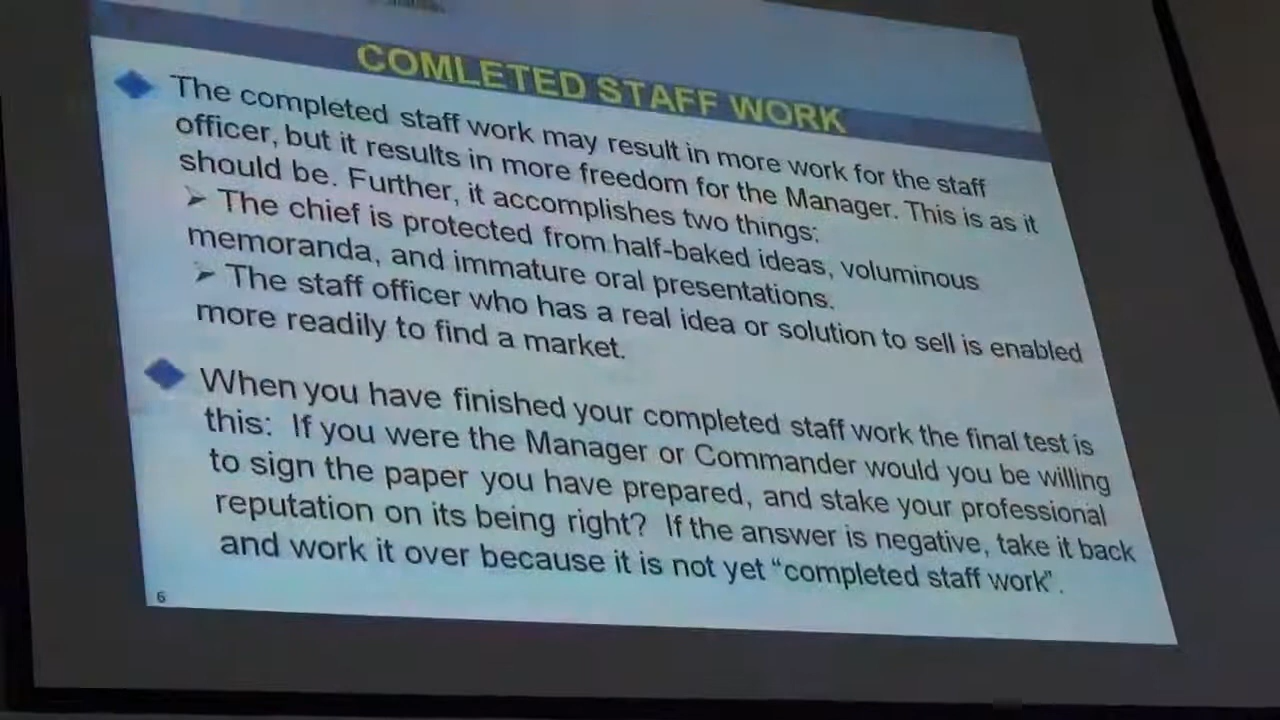 COMLETED STAFF WORK
The completed staff work may result in more work for the staff
officer, but it results in more freedom for the Manager. This is as it
should be. Further, it accomplishes two things:
The chief is protected from half-baked ideas, voluminous
memoranda, and immature oral presentations.
The staff officer who has a real idea or solution to sell is enabled
more readily to find a market.
When you have finished your completed staff work the final test is
this: If you were the Manager or Commander would you be willing
to sign the paper you have prepared, and stake your professional
reputation on its being right? If the answer is negative, take it back
and work it over because it is not yet “completed staff work”.
6